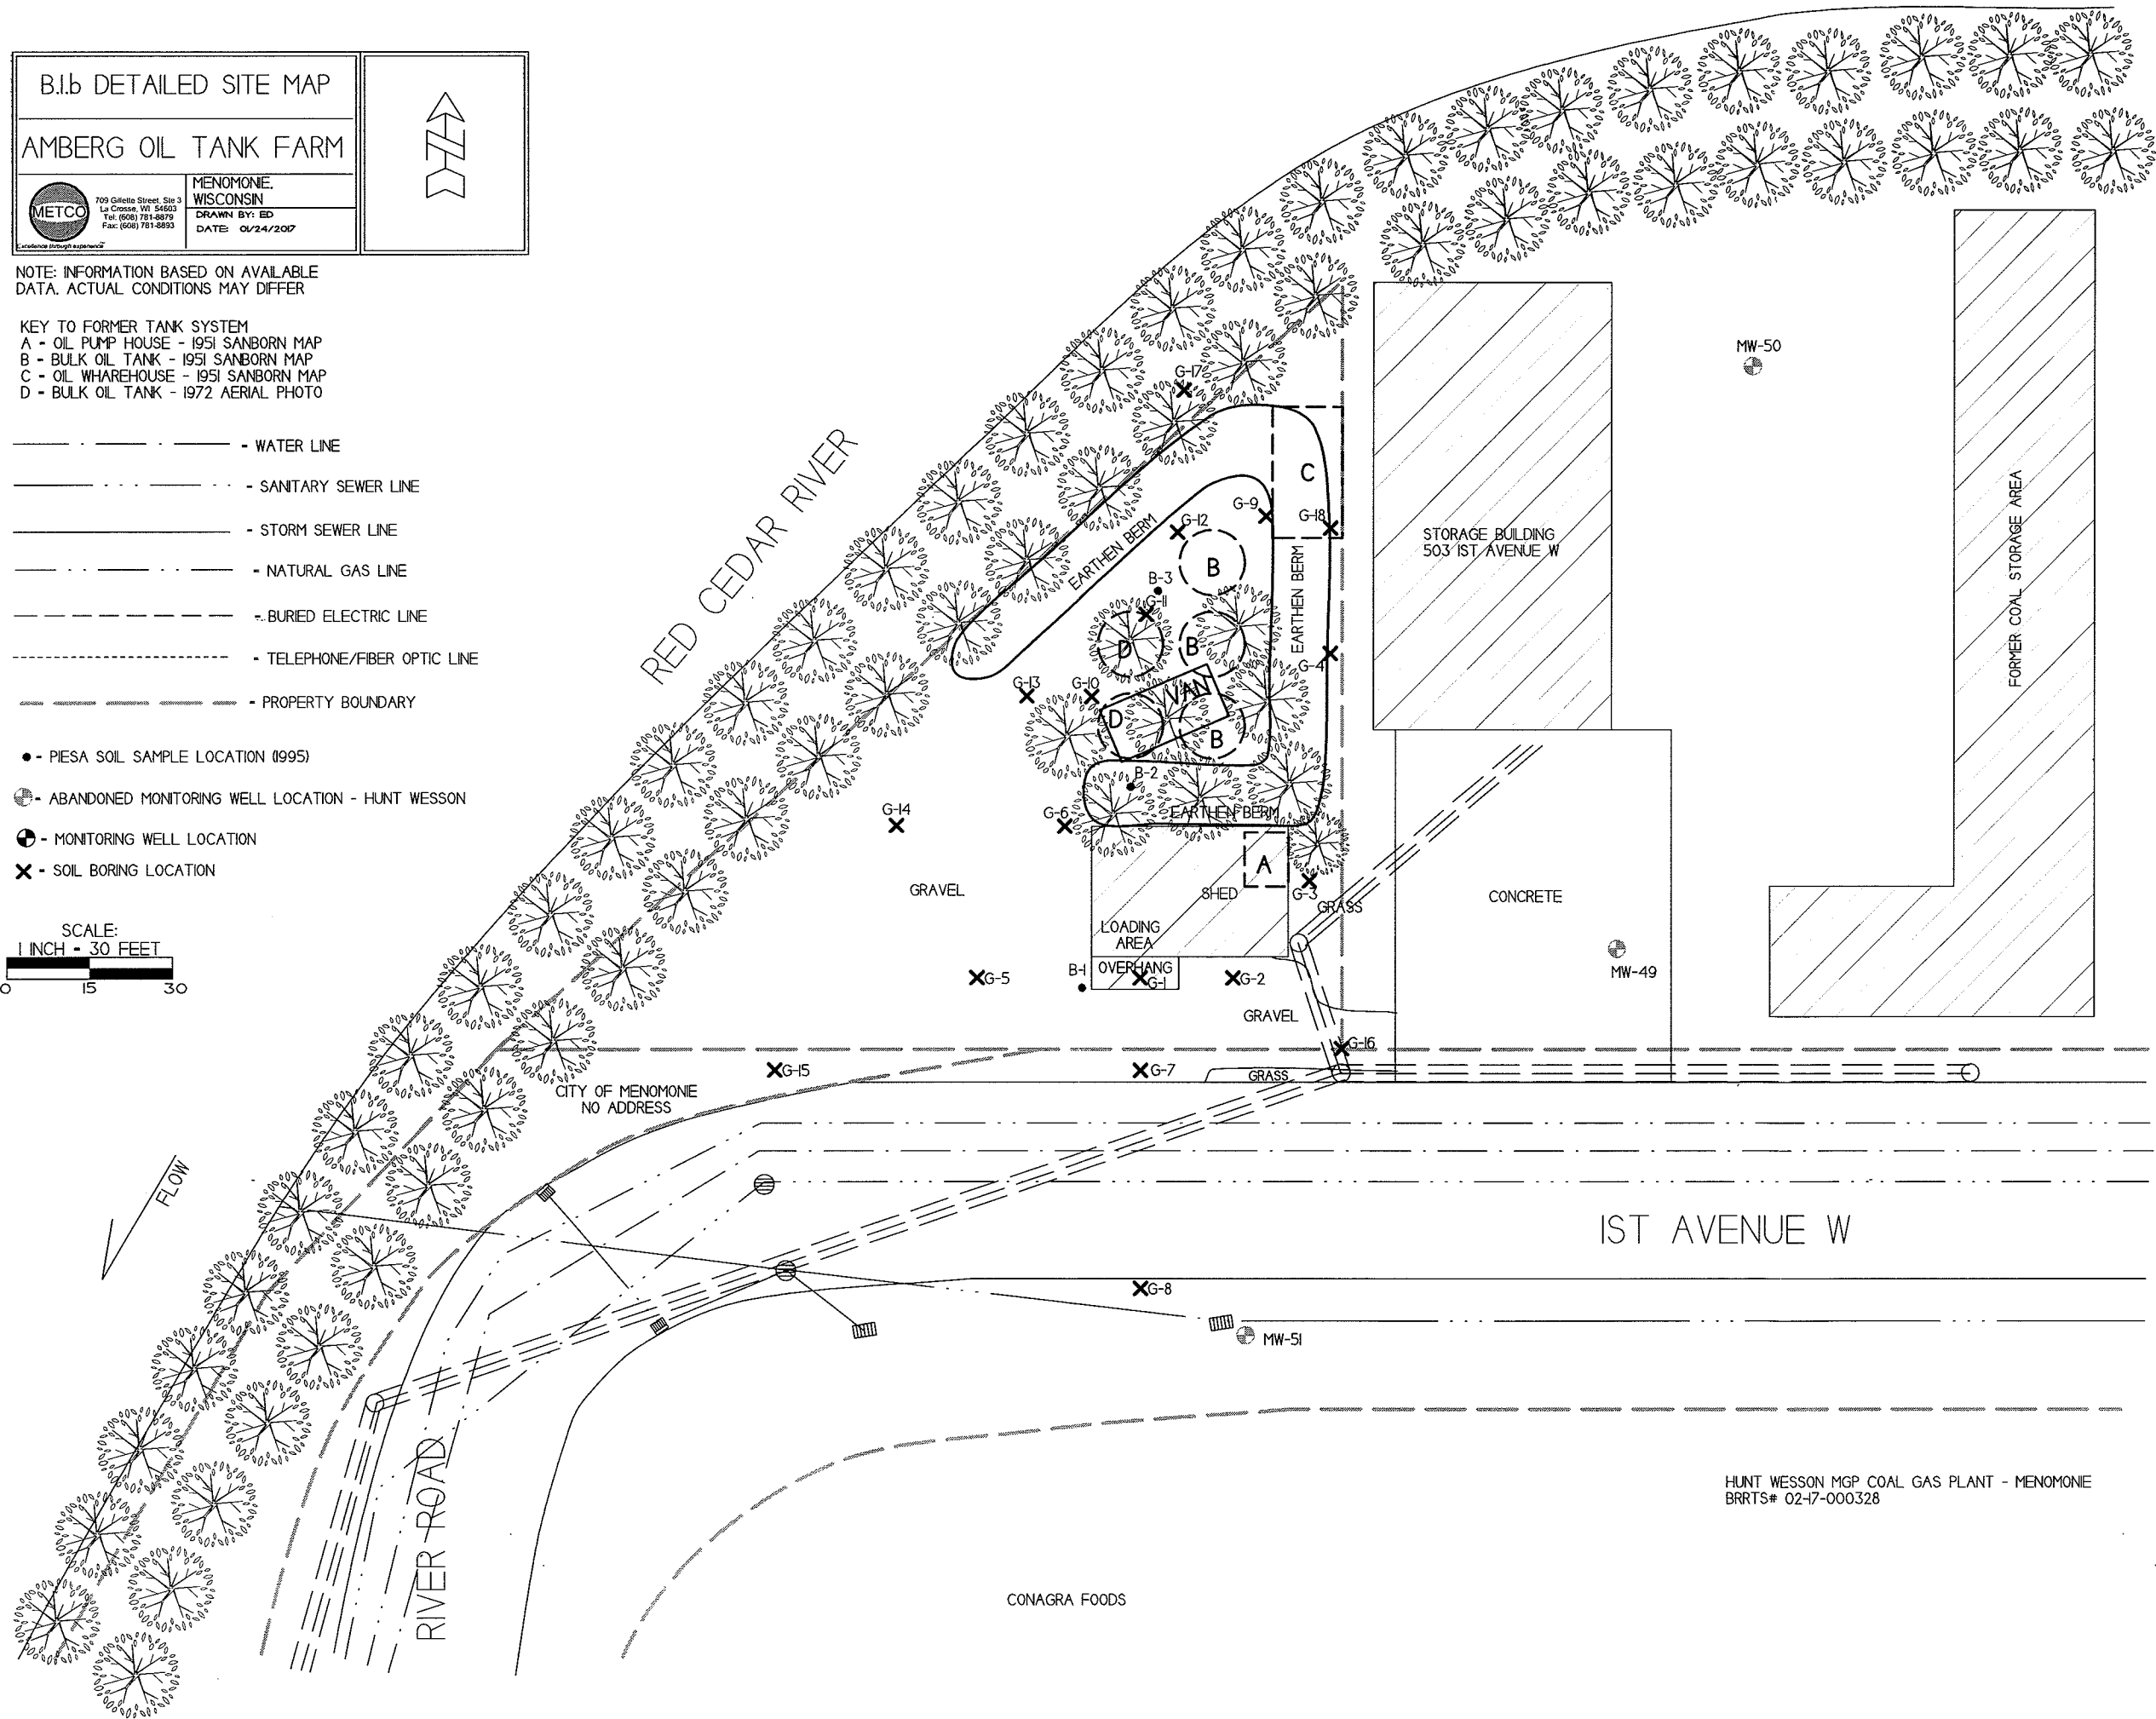 B.1.b DETAILED SITE MAP
AMBERG OIL TANK FARM
METCO
Excellence through experience
709 Gillette Street, Ste 3
La Crosse, WI 54603
Tel: (608) 781-8879
Fax: (608) 781-8893
MENOMONIE,
WISCONSIN
DRAWN BY: ED
DATE: 01/24/2017
N
NOTE: INFORMATION BASED ON AVAILABLE
DATA. ACTUAL CONDITIONS MAY DIFFER
KEY TO FORMER TANK SYSTEM
A - OIL PUMP HOUSE - 1951 SANBORN MAP
B - BULK OIL TANK - 1951 SANBORN MAP
C - OIL WHAREHOUSE - 1951 SANBORN MAP
D - BULK OIL TANK - 1972 AERIAL PHOTO
- WATER LINE
- SANITARY SEWER LINE
- STORM SEWER LINE
- NATURAL GAS LINE
- BURIED ELECTRIC LINE
- TELEPHONE/FIBER OPTIC LINE
- PROPERTY BOUNDARY
- PIESA SOIL SAMPLE LOCATION (1995)
- ABANDONED MONITORING WELL LOCATION - HUNT WESSON
- MONITORING WELL LOCATION
- SOIL BORING LOCATION
SCALE:
1 INCH = 30 FEET
0 15 30
RED CEDAR RIVER
FLOW
G-17
C
G-9
G-18
G-12
EARTHEN BERM
B
EARTHEN BERM
B-3
G-11
D
B
G-4
G-13
G-10
VAN
D
B
B-2
EARTHEN BERM
G-14
G-6
A
SHED
G-3
GRASS
GRAVEL
LOADING
AREA
OVERHANG
B-1
G-1
G-2
G-5
GRAVEL
G-16
G-15
G-7
GRASS
CITY OF MENOMONIE
NO ADDRESS
STORAGE BUILDING
503 1ST AVENUE W
MW-50
FORMER COAL STORAGE AREA
CONCRETE
MW-49
1ST AVENUE W
G-8
MW-51
RIVER ROAD
HUNT WESSON MGP COAL GAS PLANT - MENOMONIE
BRRTS# 02-17-000328
CONAGRA FOODS